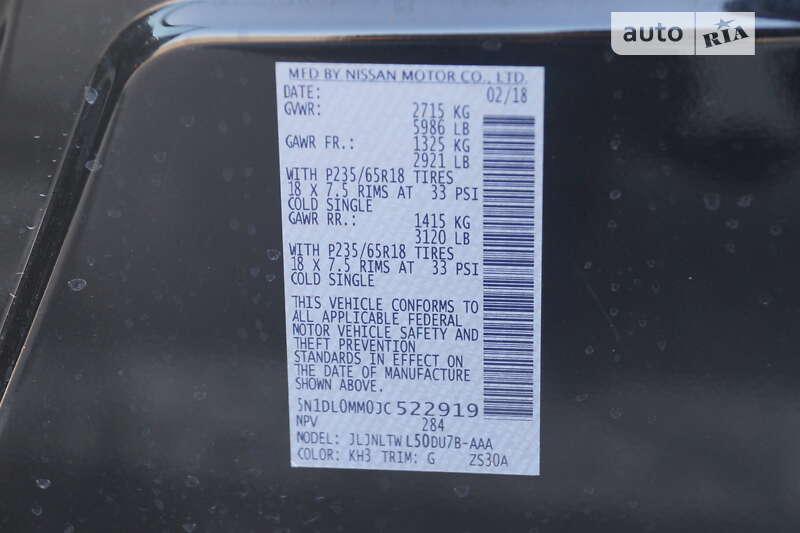 auto RIA
MFD BY NISSAN MOTOR CO., LTD.
DATE: 02/18
GVWR: 2715 KG
5986 LB
GAWR FR.: 1325 KG
2921 LB
WITH P235/65R18 TIRES
18 X 7.5 RIMS AT 33 PSI
COLD SINGLE
GAWR RR.: 1415 KG
3120 LB
WITH P235/65R18 TIRES
18 X 7.5 RIMS AT 33 PSI
COLD SINGLE
THIS VEHICLE CONFORMS TO
ALL APPLICABLE FEDERAL
MOTOR VEHICLE SAFETY AND
THEFT PREVENTION
STANDARDS IN EFFECT ON
THE DATE OF MANUFACTURE
SHOWN ABOVE.
5N1DL0MM0JC522919
NPV 284
MODEL: JLJNLTWL50DU7B-AAA
COLOR: KH3 TRIM: G ZS30A